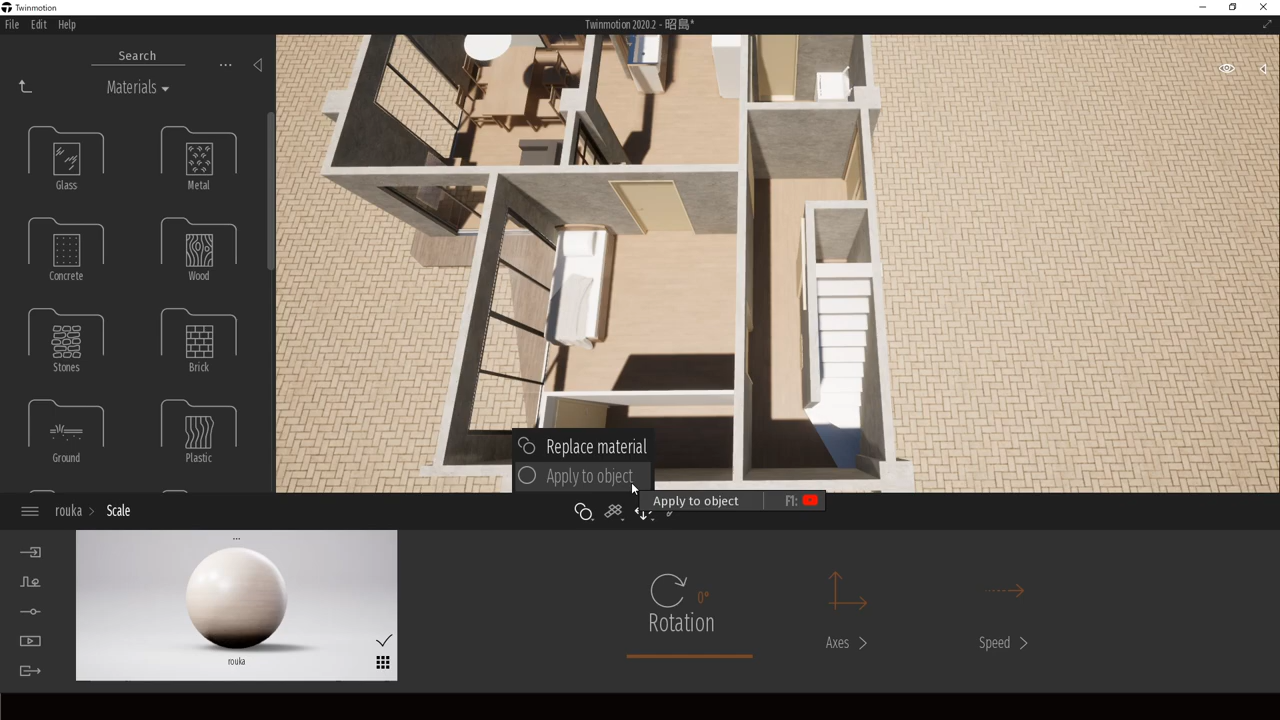 Twinmotion
File Edit Help
Twinmotion 2020.2 - 昭島*
Search
...
Materials
Glass
Metal
Concrete
Wood
Stones
Brick
Ground
Plastic
Replace material
Apply to object
Apply to object F1:
rouka > Scale
...
rouka
0°
Rotation
Axes
Speed